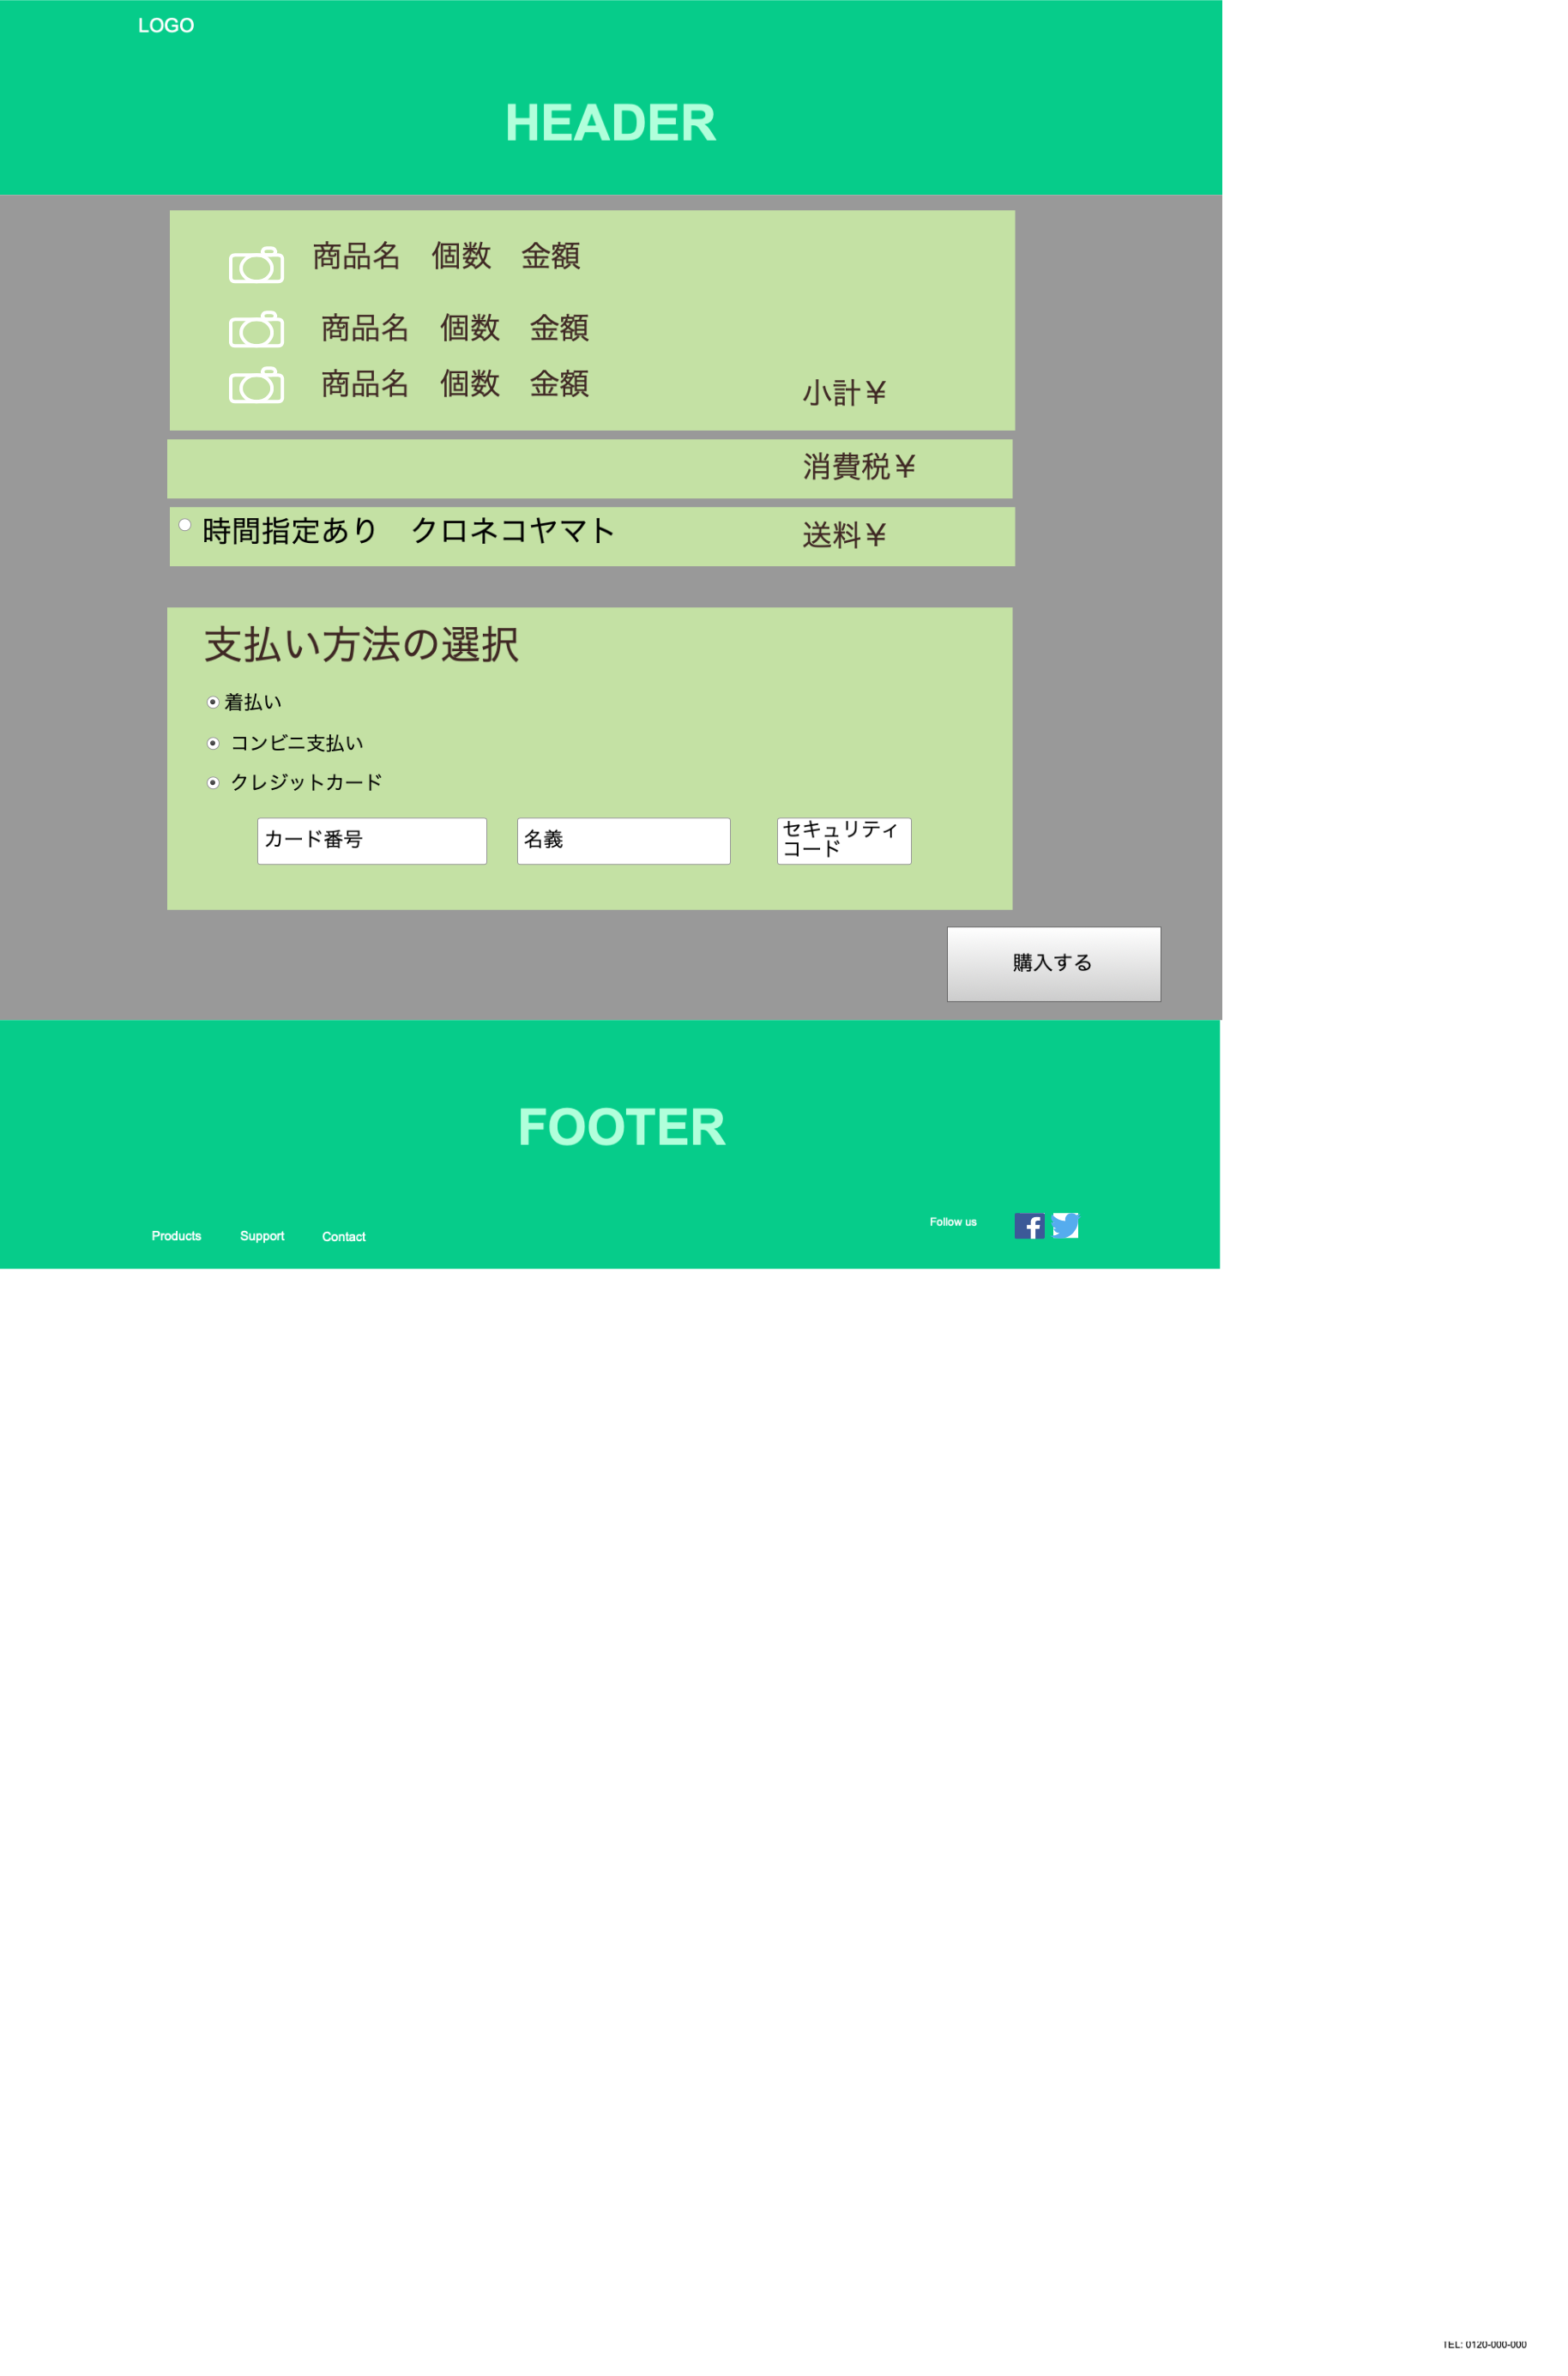 LOGO
HEADER
商品名　個数　金額
商品名　個数　金額
商品名　個数　金額
小計￥
消費税￥
時間指定あり　クロネコヤマト
送料￥
支払い方法の選択
着払い
コンビニ支払い
クレジットカード
カード番号
名義
セキュリティ
コード
購入する
FOOTER
Follow us
Products
Support
Contact
TEL: 0120-000-000